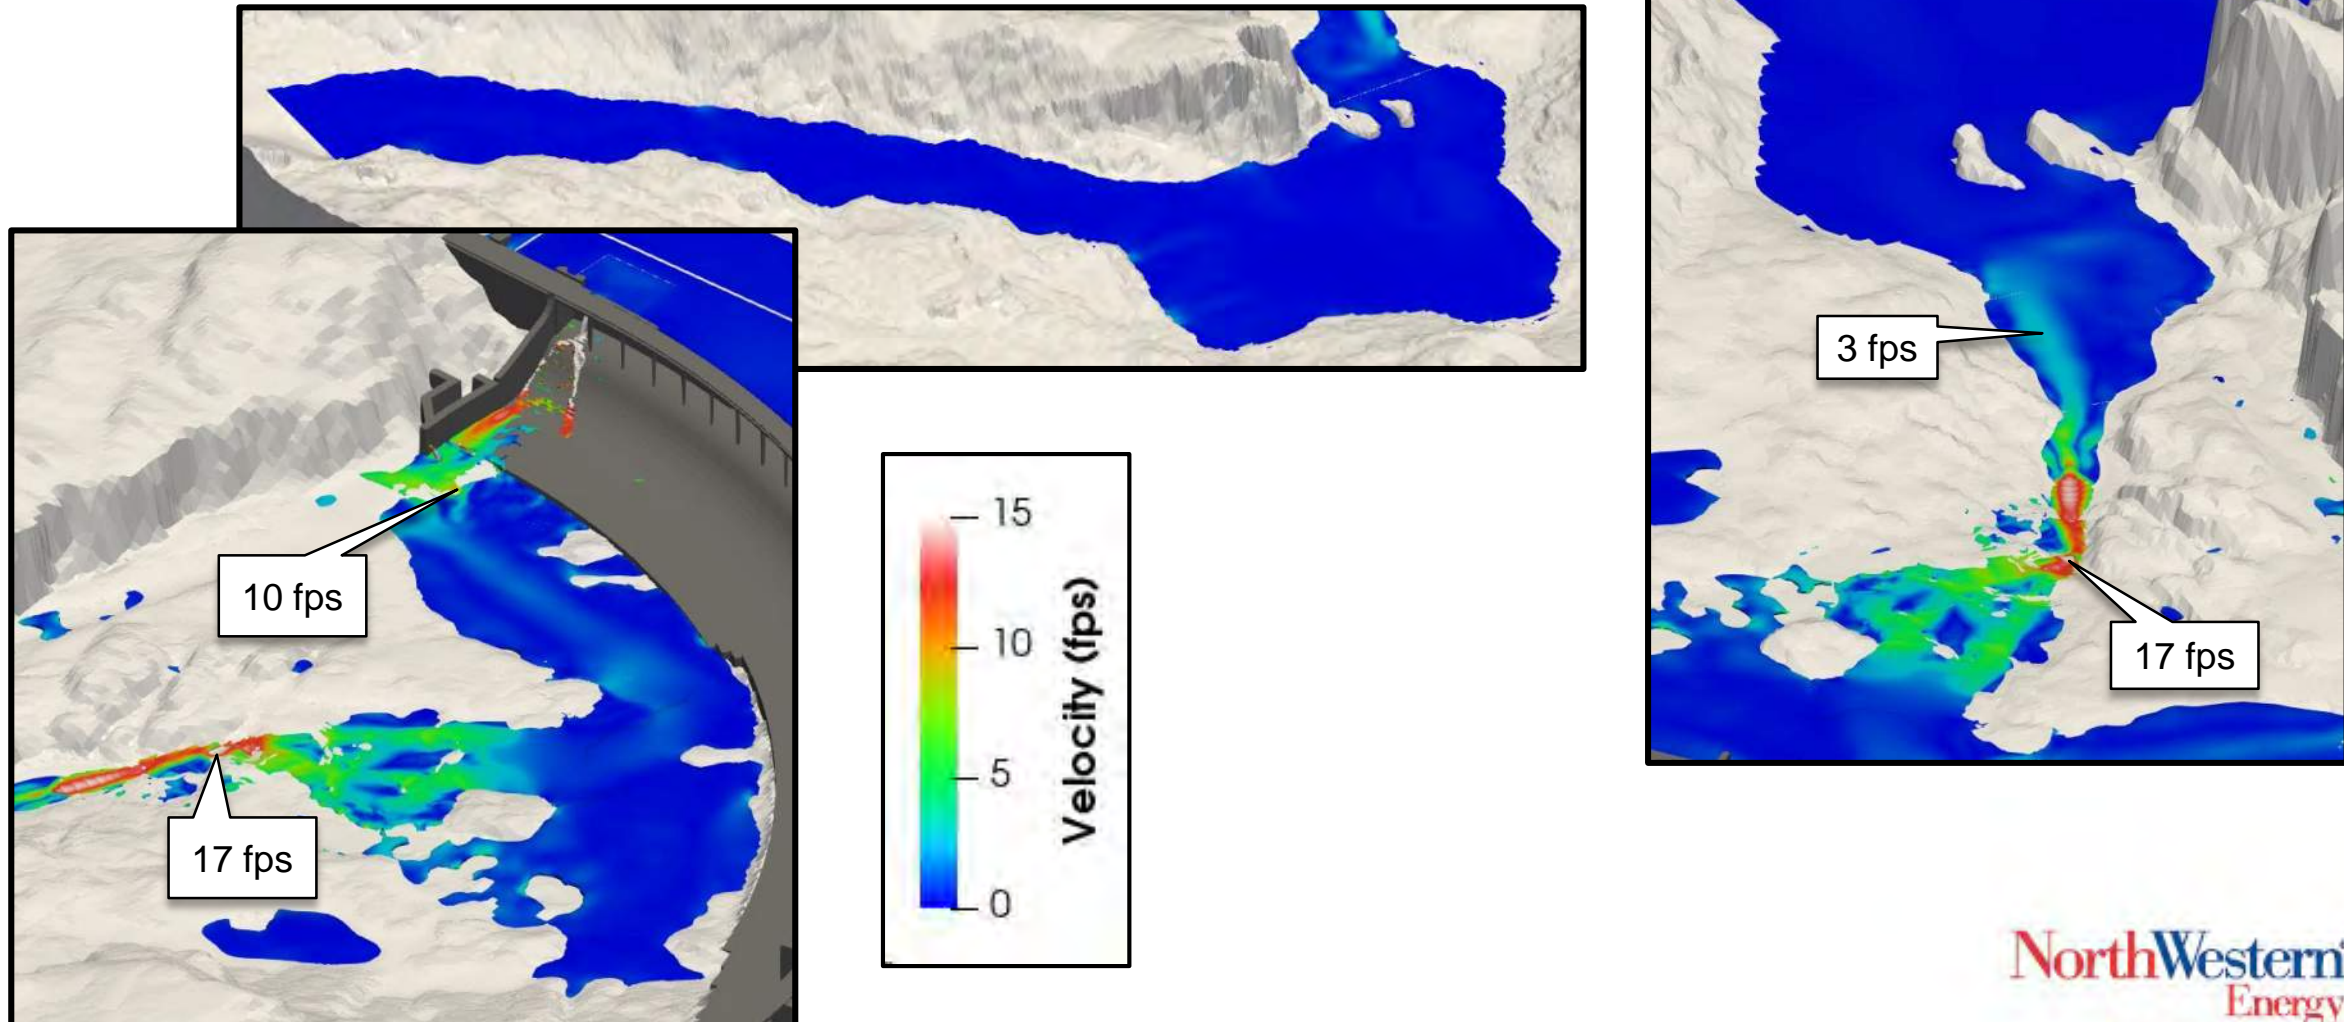 3 fps
10 fps
17 fps
17 fps
15
10
5
0
Velocity (fps)
NorthWestern
Energy